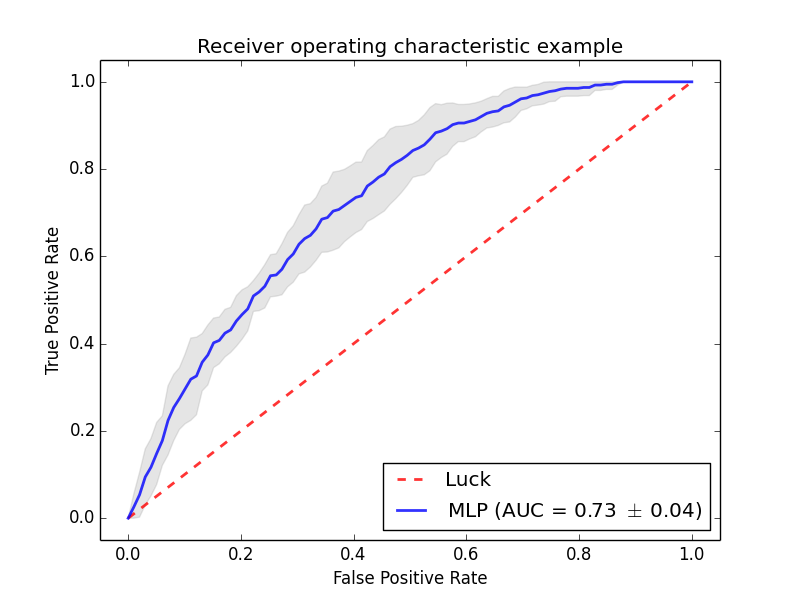 Receiver operating characteristic example
True Positive Rate
1.0
0.8
0.6
0.4
0.2
0.0
Luck
MLP (AUC = 0.73 ± 0.04)
0.0 0.2 0.4 0.6 0.8 1.0
False Positive Rate